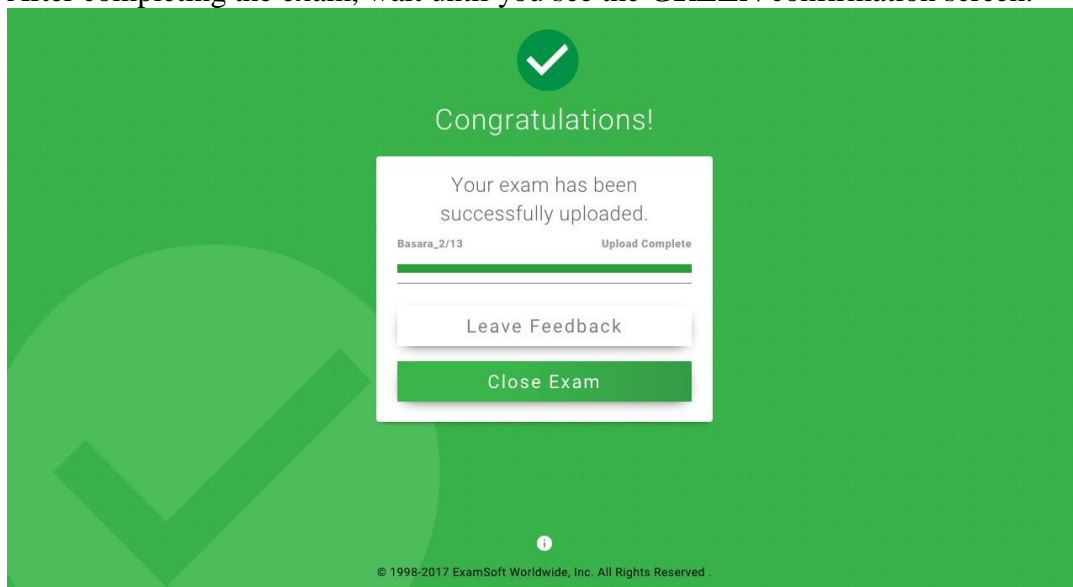 After completing the exam, wait until you see the GREEN confirmation screen.
Congratulations!
Your exam has been
successfully uploaded.
Basara_2/13 Upload Complete
Leave Feedback
Close Exam
© 1998-2017 ExamSoft Worldwide, Inc. All Rights Reserved .